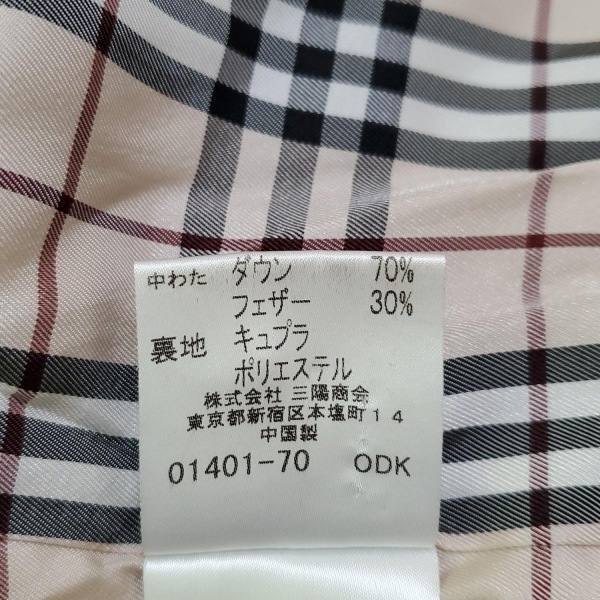 中わた ダウン 70%
フェザー 30%
裏地 キュプラ
ポリエステル
株式会社 三陽商会
東京都新宿区本塩町14
中国製
01401-70 ODK